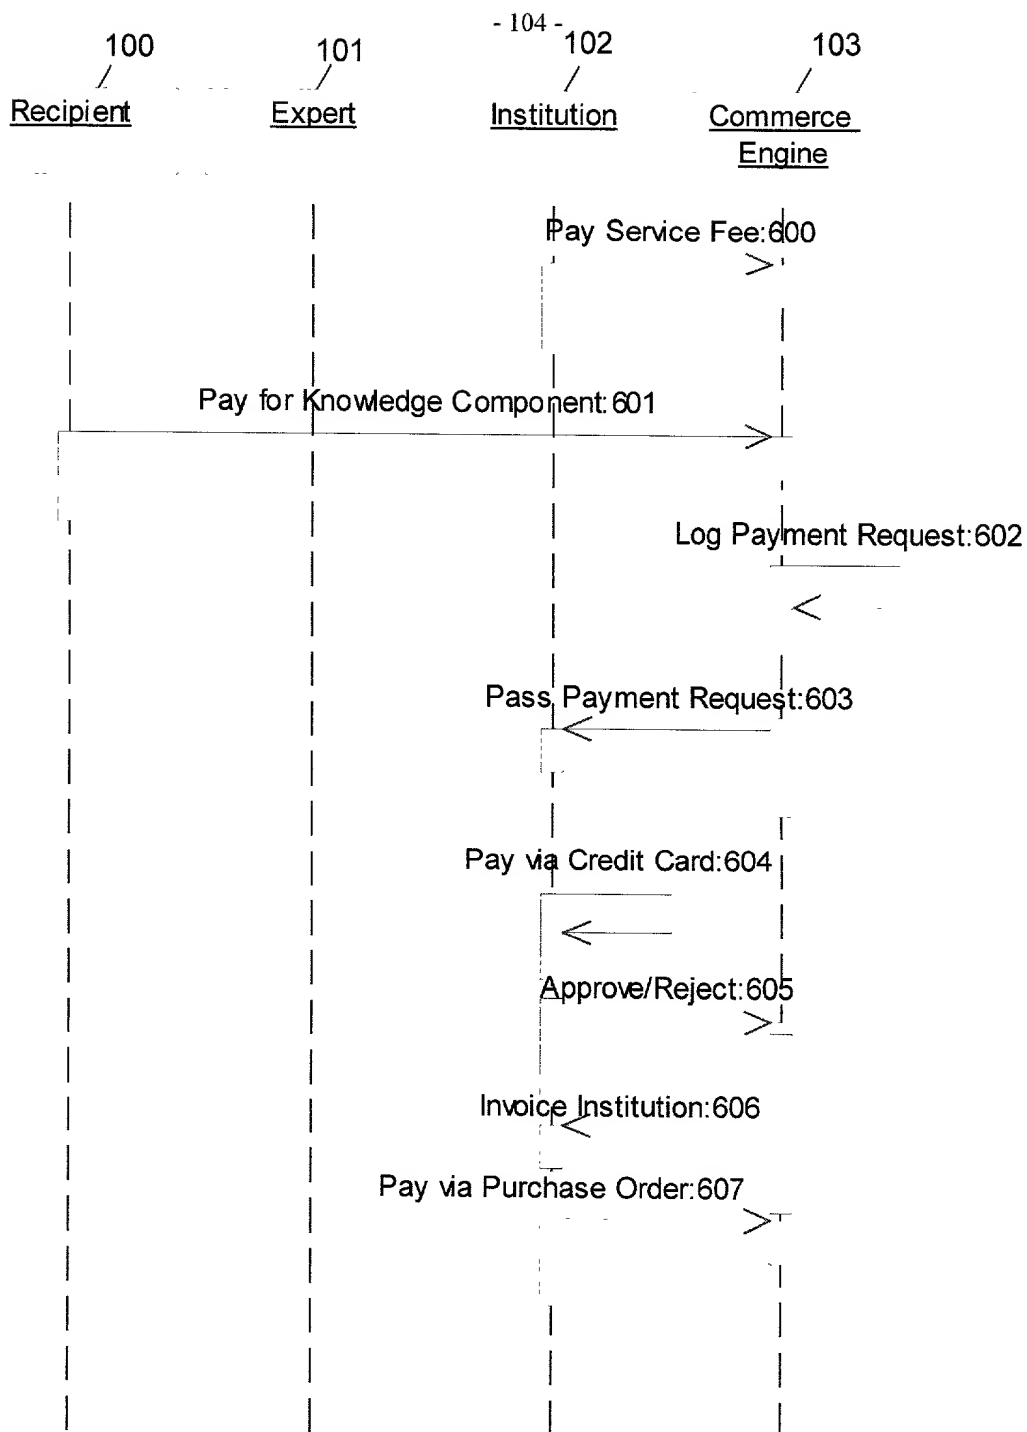 - 104 -
100 101 102 103
Recipient Expert Institution Commerce
Engine
Pay Service Fee:600
Pay for Knowledge Component:601
Log Payment Request:602
Pass Payment Request:603
Pay via Credit Card:604
Approve/Reject:605
Invoice Institution:606
Pay via Purchase Order:607